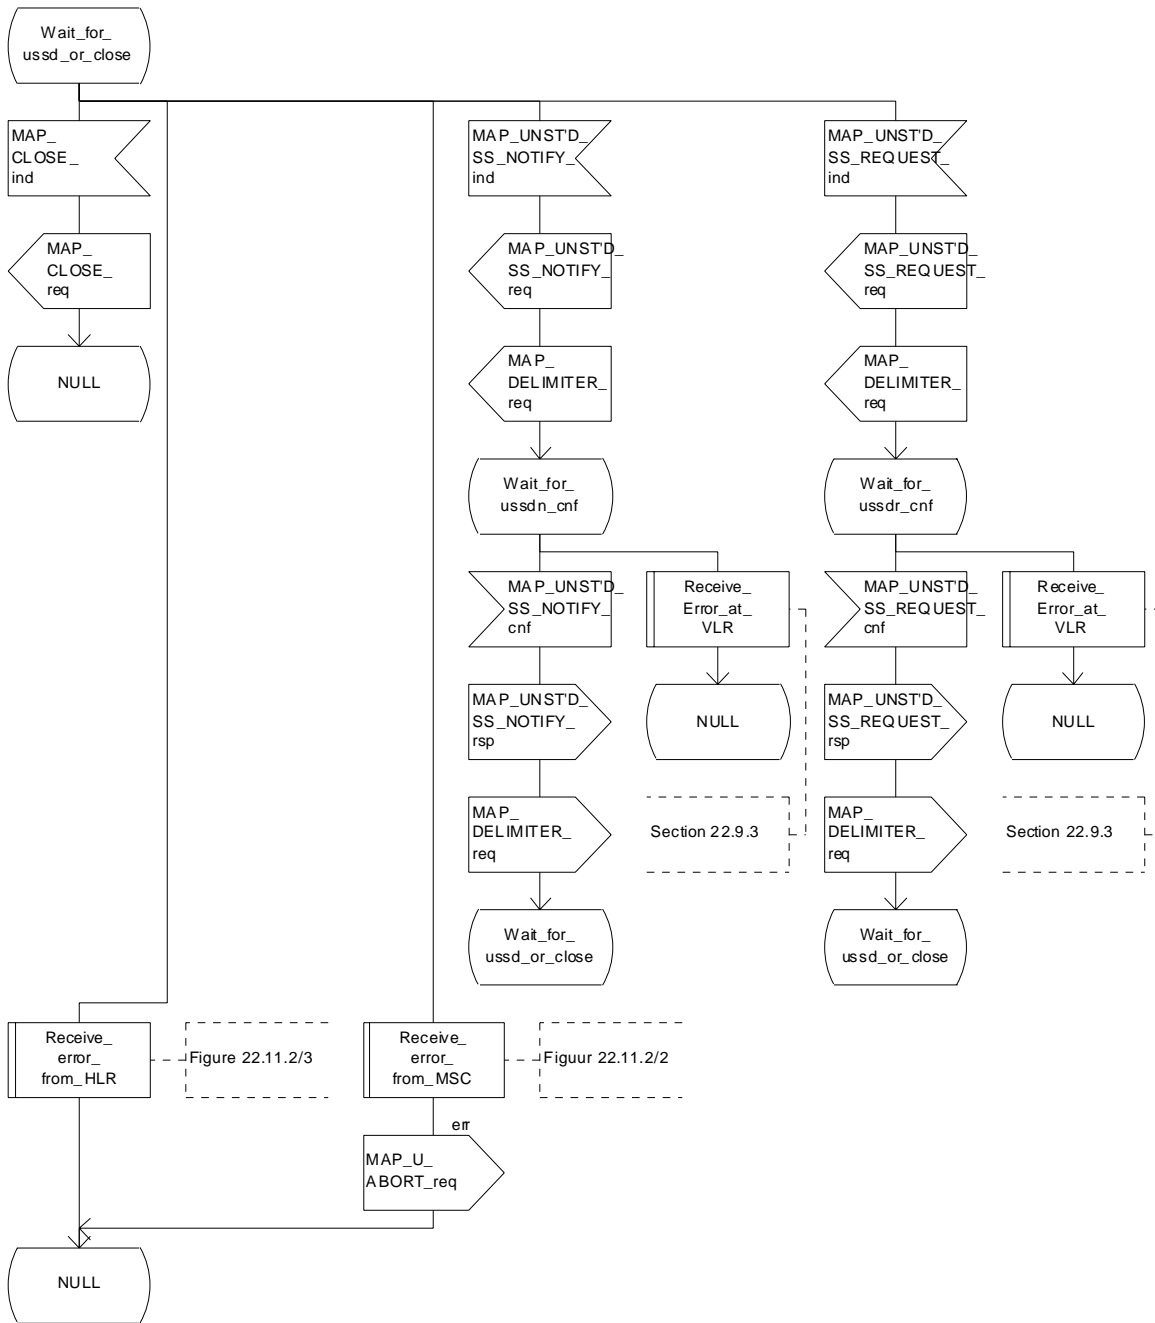 Wait_for_
ussd_or_close
MAP_
CLOSE_
ind
MAP_UNST'D_
SS_NOTIFY_
ind
MAP_UNST'D_
SS_REQUEST_
ind
MAP_
CLOSE_
req
MAP_UNST'D_
SS_NOTIFY_
req
MAP_UNST'D_
SS_REQUEST_
req
NULL
MAP_
DELIMITER_
req
MAP_
DELIMITER_
req
Wait_for_
ussdn_cnf
Wait_for_
ussdr_cnf
MAP_UNST'D_
SS_NOTIFY_
cnf
Receive_
Error_at_
VLR
MAP_UNST'D_
SS_REQUEST_
cnf
Receive_
Error_at_
VLR
MAP_UNST'D_
SS_NOTIFY_
rsp
NULL
MAP_UNST'D_
SS_REQUEST_
rsp
NULL
MAP_
DELIMITER_
req
Section 22.9.3
MAP_
DELIMITER_
req
Section 22.9.3
Wait_for_
ussd_or_close
Wait_for_
ussd_or_close
Receive_
error_
from_HLR
Figure 22.11.2/3
Receive_
error_
from_MSC
Figuur 22.11.2/2
err
MAP_U_
ABORT_req
NULL